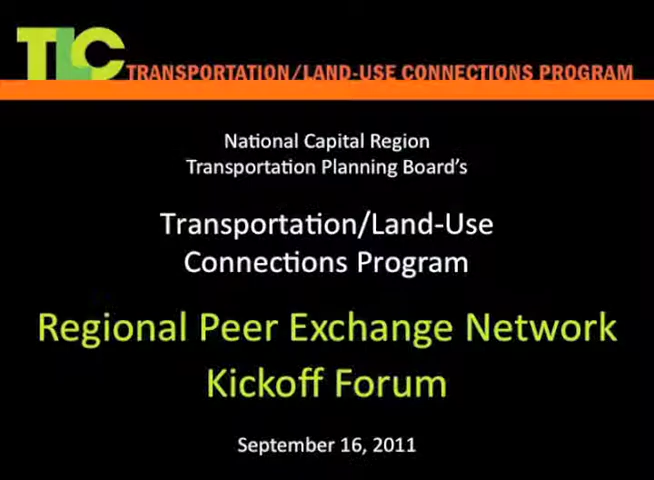 TLC TRANSPORTATION/LAND-USE CONNECTIONS PROGRAM
National Capital Region
Transportation Planning Board's
Transportation/Land-Use
Connections Program
Regional Peer Exchange Network
Kickoff Forum
September 16, 2011